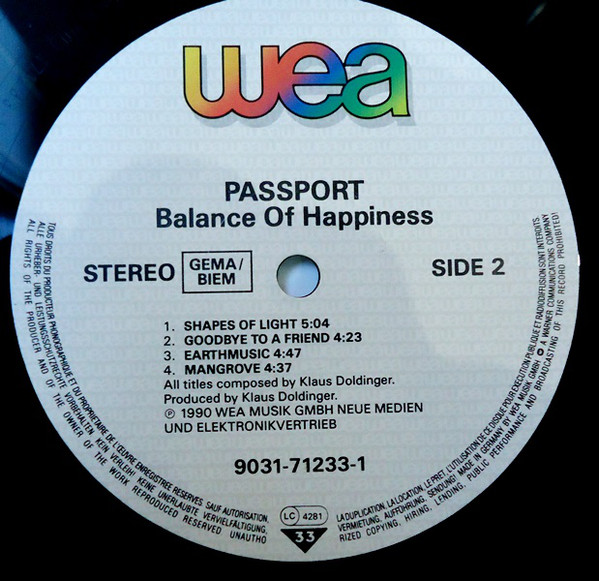 wea
PASSPORT
Balance Of Happiness
STEREO GEMA/BIEM SIDE 2
1. SHAPES OF LIGHT 5:04
2. GOODBYE TO A FRIEND 4:23
3. EARTHMUSIC 4:47
4. MANGROVE 4:37
All titles composed by Klaus Doldinger.
Produced by Klaus Doldinger.
℗ 1990 WEA MUSIK GMBH NEUE MEDIEN
UND ELEKTRONIKVERTRIEB
9031-71233-1
LC 4281
33
TOUS DROITS DU PRODUCTEUR PHONOGRAPHIQUE ET DU PROPRIETAIRE DE L'ŒUVRE ENREGISTREE RESERVES. SAUF AUTORISATION,
ALLE URHEBER- UND LEISTUNGSSCHUTZRECHTE VORBEHALTEN. KEIN VERLEIH! KEINE UNERLAUBTE VERVIELFÄLTIGUNG,
ALL RIGHTS OF THE PRODUCER AND OF THE OWNER OF THE WORK REPRODUCED RESERVED. UNAUTHO
LA DUPLICATION, LA LOCATION, LE PRET, L'UTILISATION DE CE DISQUE POUR EXECUTION PUBLIQUE ET RADIODIFFUSION SONT INTERDITS
VERMIETUNG, AUFFÜHRUNG, SENDUNG! MADE IN GERMANY BY WEA MUSIK GMBH A WARNER COMMUNICATIONS COMPANY
RIZED COPYING, HIRING, LENDING, PUBLIC PERFORMANCE AND BROADCASTING OF THIS RECORD PROHIBITED!